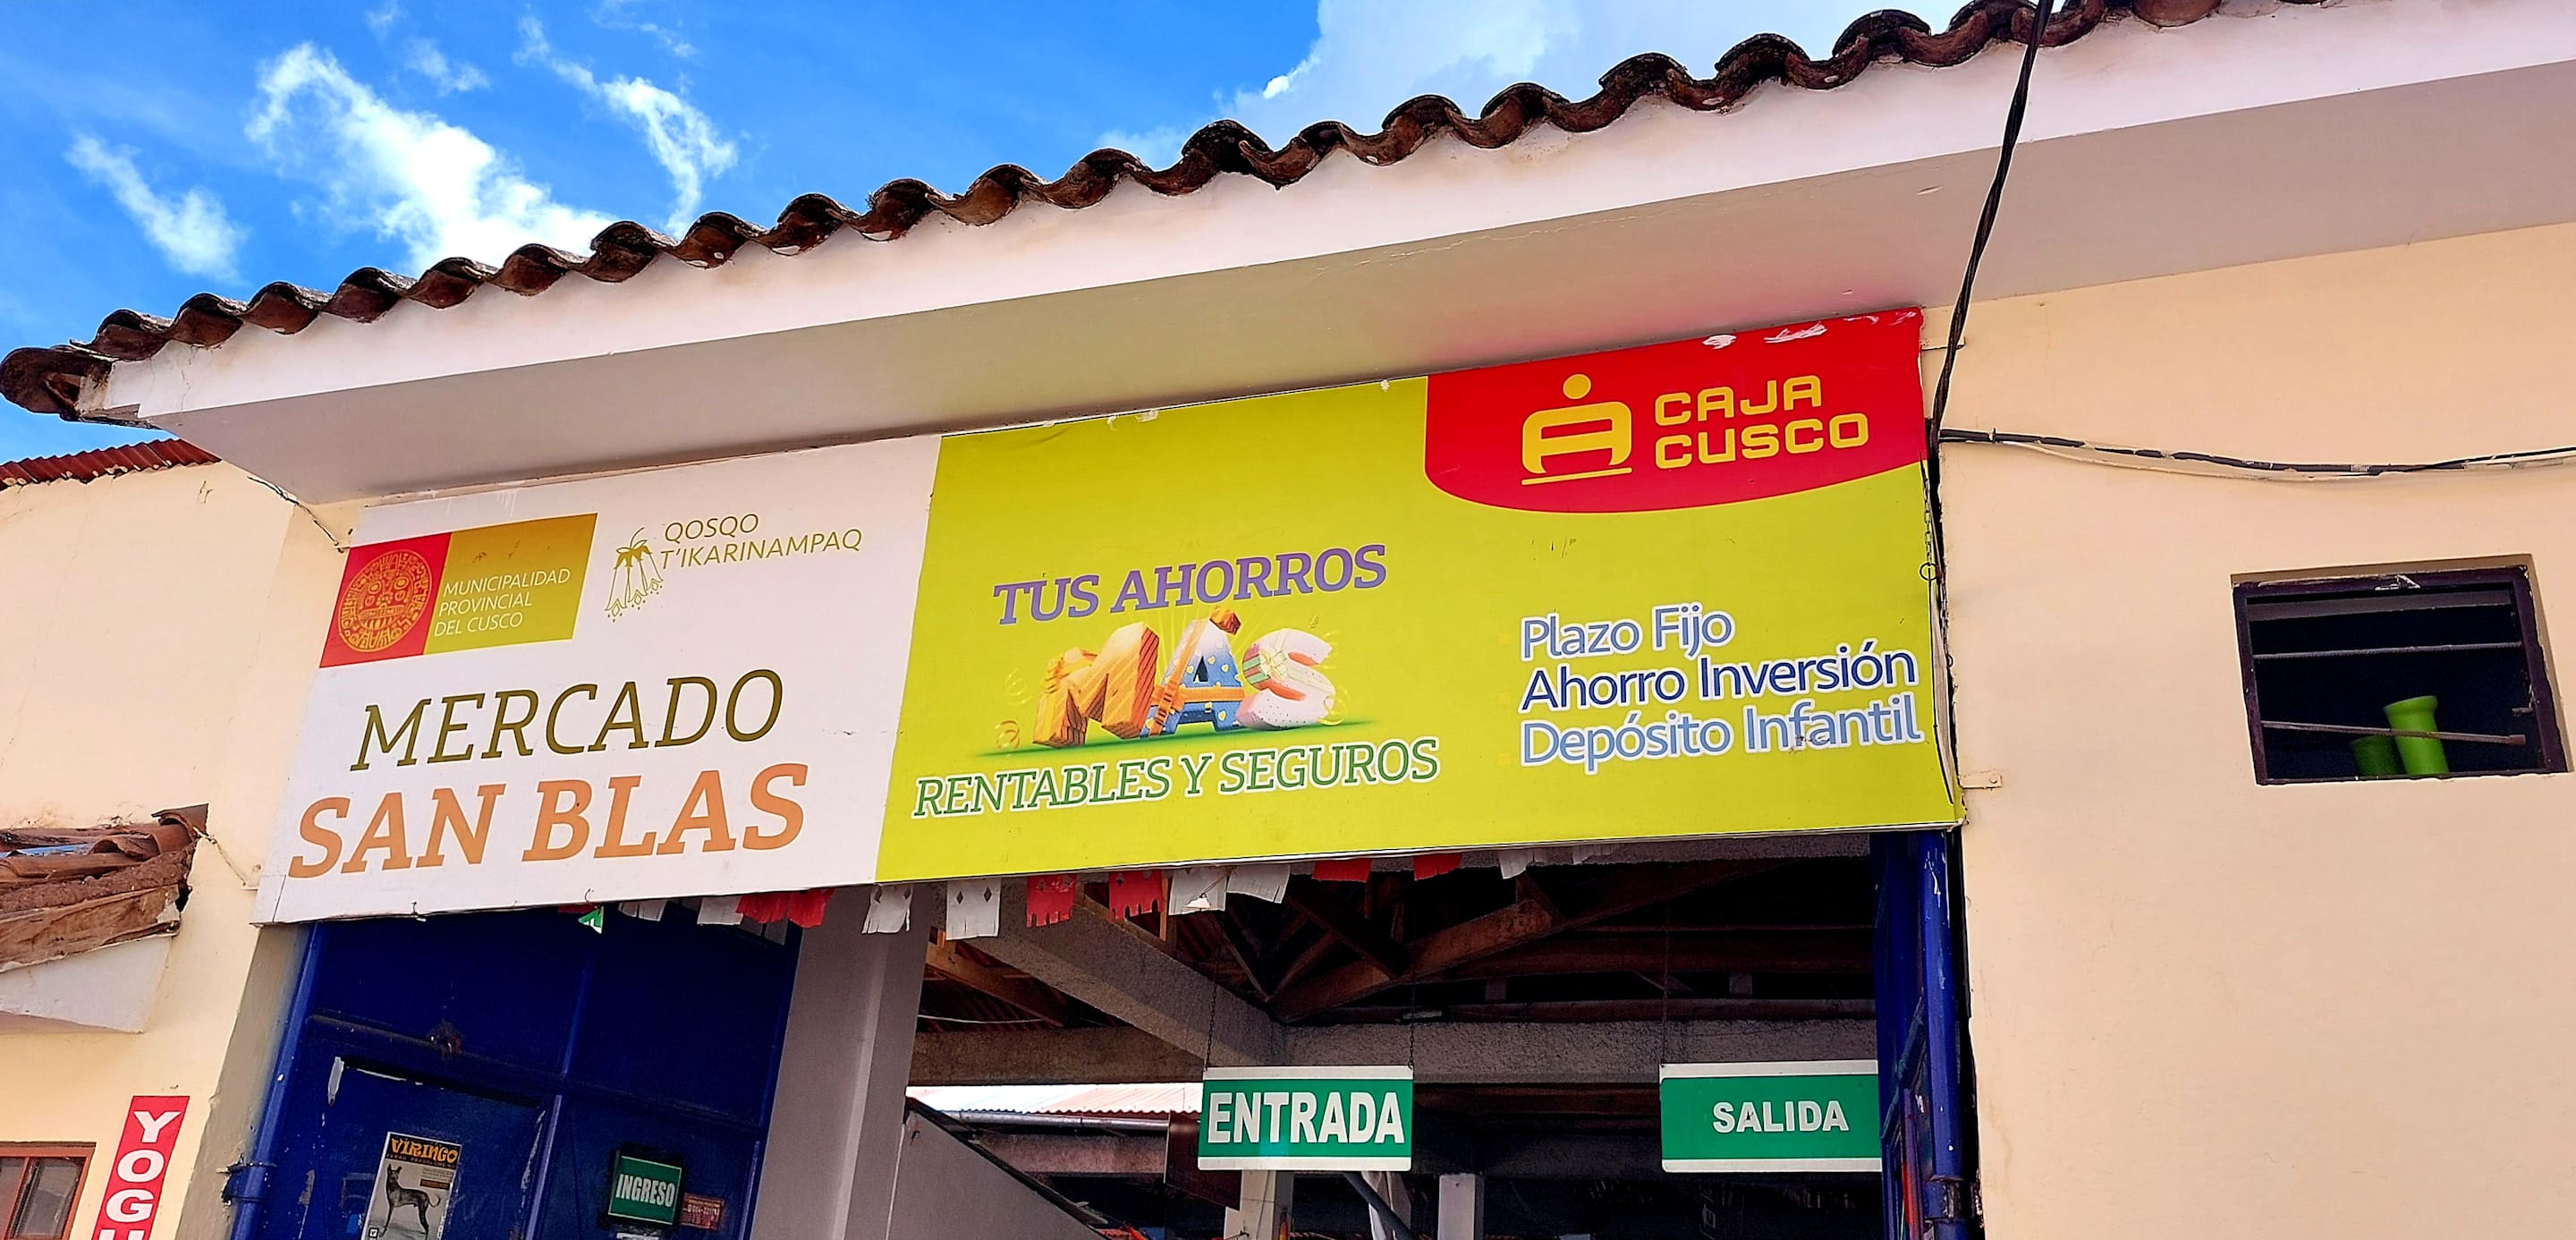 MUNICIPALIDAD
PROVINCIAL
DEL CUSCO
QOSQO
T'IKARINAMPAQ
MERCADO
SAN BLAS
TUS AHORROS
MÁS
RENTABLES Y SEGUROS
CAJA
CUSCO
Plazo Fijo
Ahorro Inversión
Depósito Infantil
ENTRADA
SALIDA
INGRESO
VIRINGO
YOGU